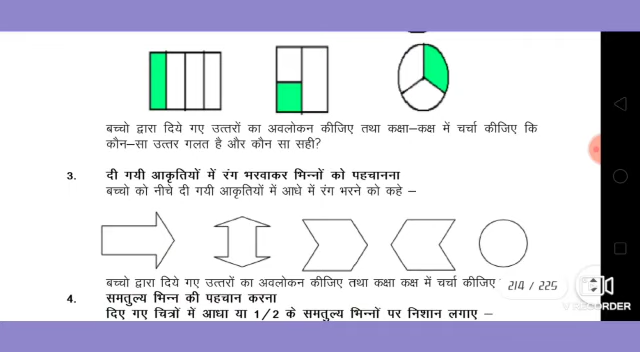 बच्चो द्वारा दिये गए उत्तरों का अवलोकन कीजिए तथा कक्षा–कक्ष में चर्चा कीजिए कि
कौन–सा उत्तर गलत है और कौन सा सही?
3. दी गयी आकृतियों में रंग भरवाकर भिन्नों को पहचानना
बच्चो को नीचे दी गयी आकृतियों में आधे में रंग भरने को कहे –
बच्चो द्वारा दिए गए उत्तरों का अवलोकन कीजिए तथा कक्षा कक्ष में चर्चा कीजिए
214 / 225
V RECORDER
4. समतुल्य भिन्न की पहचान करना
दिए गए चित्रों में आधा या 1/2 के समतुल्य भिन्नों पर निशान लगाए –